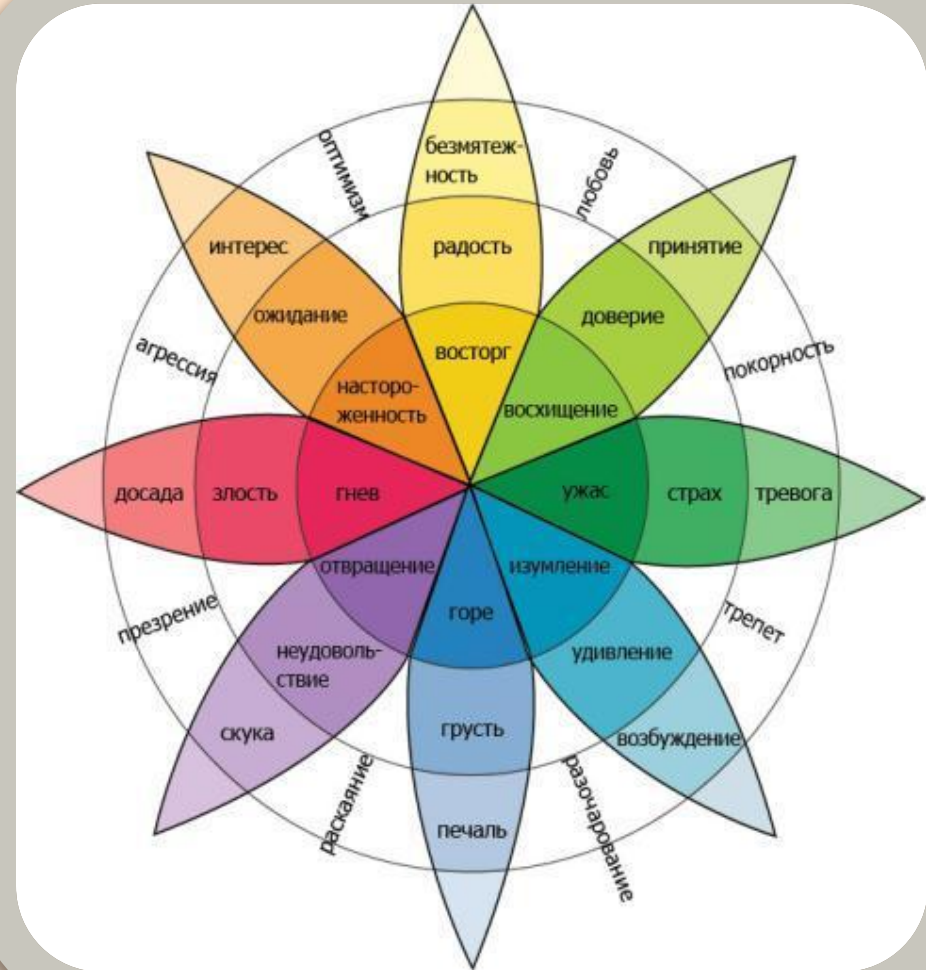 безмятеж-
ность
оптимизм
любовь
интерес
радость
принятие
ожидание
доверие
агрессия
восторг
покорность
насторо-
женность
восхищение
досада
злость
гнев
ужас
страх
тревога
отвращение
изумление
презрение
горе
трепет
неудоволь-
ствие
удивление
скука
грусть
возбуждение
раскаяние
разочарование
печаль